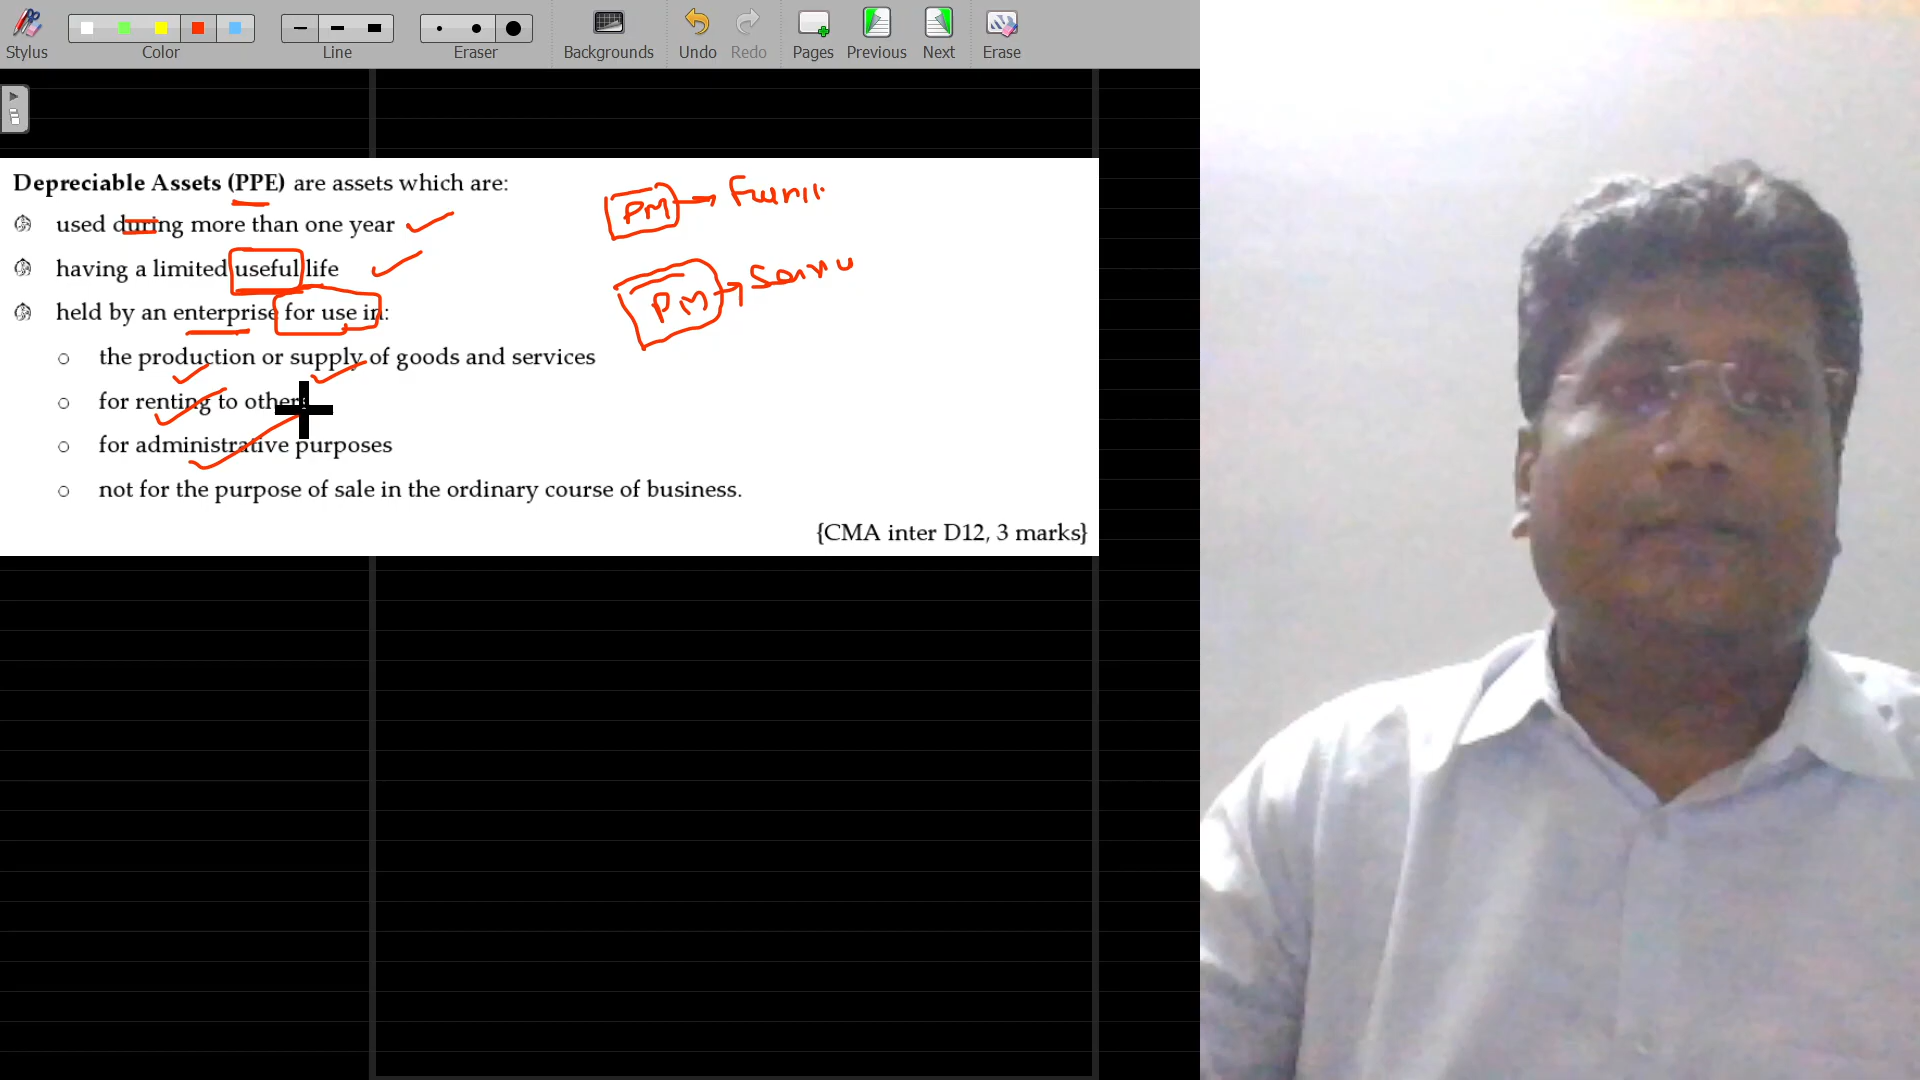 Stylus Color Line Eraser Backgrounds Undo Redo Pages Previous Next Erase
Depreciable Assets (PPE) are assets which are:
used during more than one year
having a limited useful life
held by an enterprise for use in:
the production or supply of goods and services
for renting to others
for administrative purposes
not for the purpose of sale in the ordinary course of business.
{CMA inter D12, 3 marks}
PM
PM